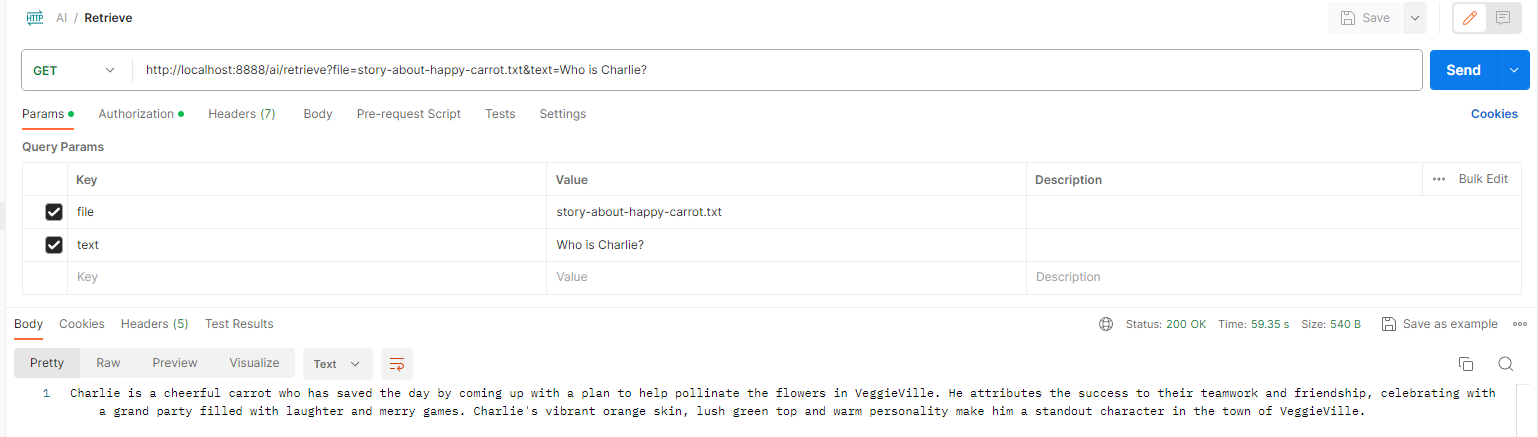 HTTP AI / Retrieve Save
GET http://localhost:8888/ai/retrieve?file=story-about-happy-carrot.txt&text=Who is Charlie? Send
Params Authorization Headers (7) Body Pre-request Script Tests Settings Cookies
Query Params
Key Value Description ••• Bulk Edit
file story-about-happy-carrot.txt
text Who is Charlie?
Key Value Description
Body Cookies Headers (5) Test Results Status: 200 OK Time: 59.35 s Size: 540 B Save as example
Pretty Raw Preview Visualize Text
1 Charlie is a cheerful carrot who has saved the day by coming up with a plan to help pollinate the flowers in VeggieVille. He attributes the success to their teamwork and friendship, celebrating with
a grand party filled with laughter and merry games. Charlie's vibrant orange skin, lush green top and warm personality make him a standout character in the town of VeggieVille.